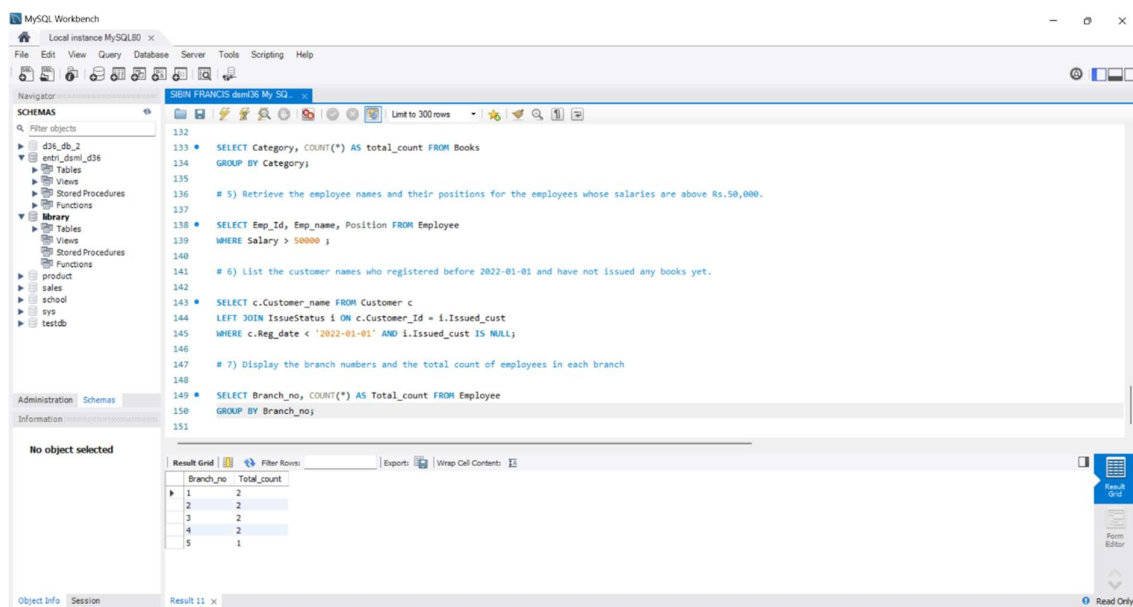 MySQL Workbench
Local instance MySQL80 ×
File Edit View Query Database Server Tools Scripting Help
Navigator
SCHEMAS
Filter objects
d36_db_2
entri_dsml_d36
Tables
Views
Stored Procedures
Functions
library
Tables
Views
Stored Procedures
Functions
product
sales
school
sys
testdb
Administration Schemas
Information
No object selected
Object Info Session
SIBIN FRANCIS dsml36 My SQ... ×
Limit to 300 rows
132
133 SELECT Category, COUNT(*) AS total_count FROM Books
134 GROUP BY Category;
135
136 # 5) Retrieve the employee names and their positions for the employees whose salaries are above Rs.50,000.
137
138 SELECT Emp_Id, Emp_name, Position FROM Employee
139 WHERE Salary > 50000 ;
140
141 # 6) List the customer names who registered before 2022-01-01 and have not issued any books yet.
142
143 SELECT c.Customer_name FROM Customer c
144 LEFT JOIN IssueStatus i ON c.Customer_Id = i.Issued_cust
145 WHERE c.Reg_date < '2022-01-01' AND i.Issued_cust IS NULL;
146
147 # 7) Display the branch numbers and the total count of employees in each branch
148
149 SELECT Branch_no, COUNT(*) AS Total_count FROM Employee
150 GROUP BY Branch_no;
151
Result Grid Filter Rows: Export: Wrap Cell Content:
Branch_no Total_count
1 2
2 2
3 2
4 2
5 1
Result Grid
Form Editor
Result 11 ×
Read Only